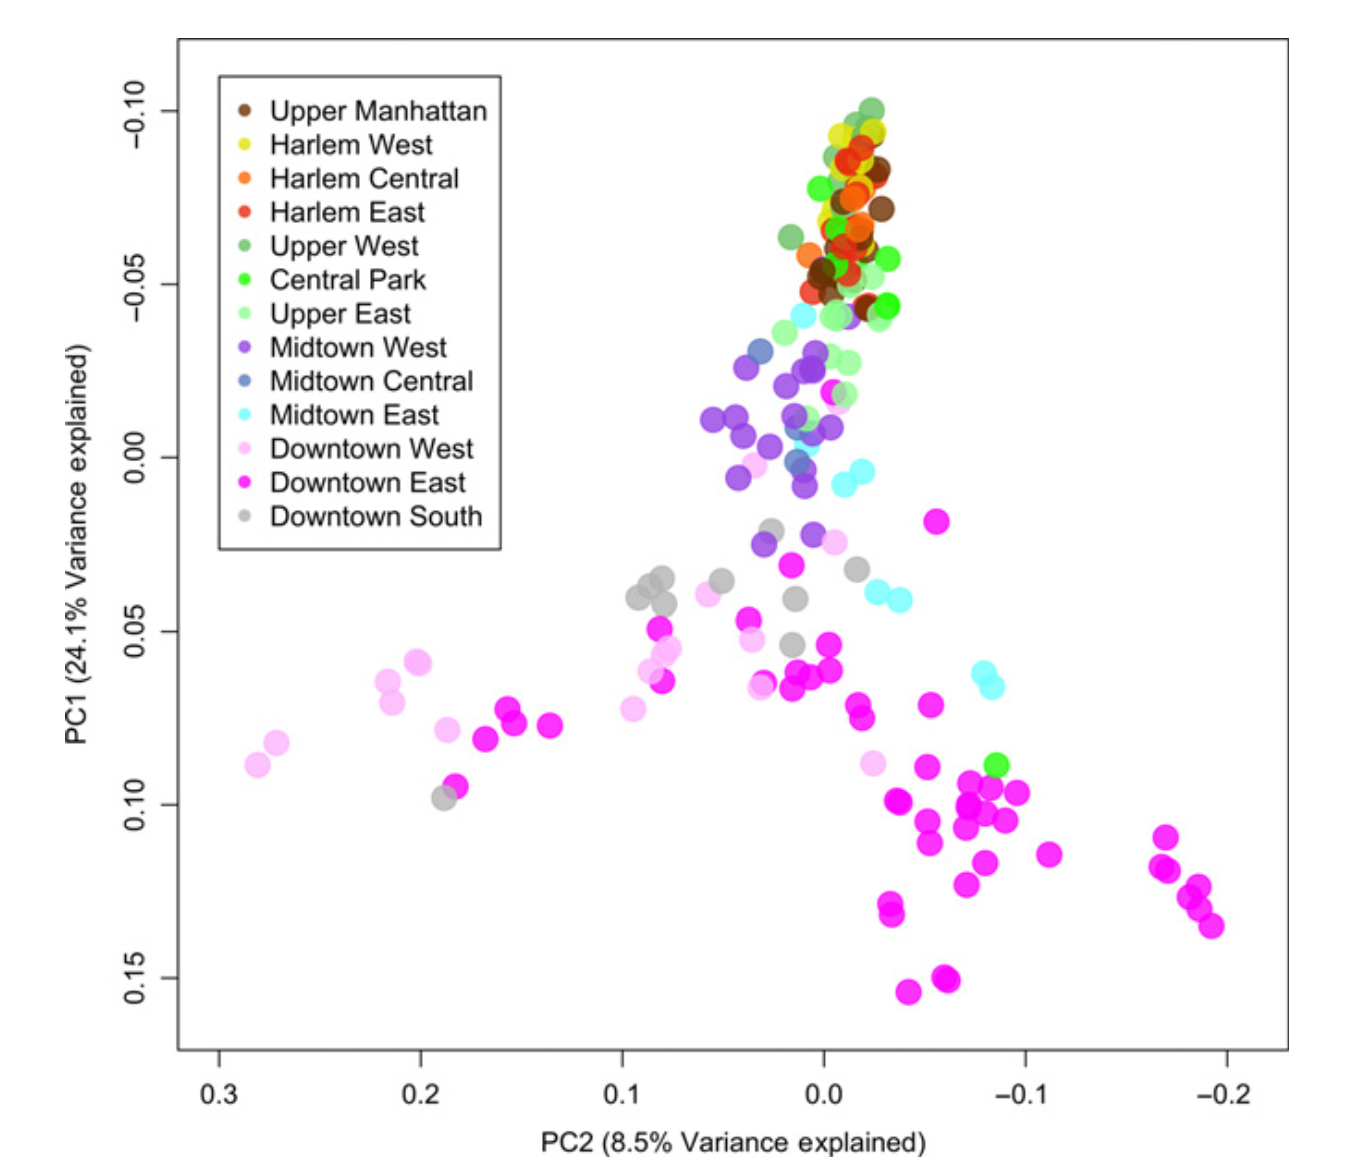 Upper Manhattan
Harlem West
Harlem Central
Harlem East
Upper West
Central Park
Upper East
Midtown West
Midtown Central
Midtown East
Downtown West
Downtown East
Downtown South
PC1 (24.1% Variance explained)
−0.10
−0.05
0.00
0.05
0.10
0.15
0.3 0.2 0.1 0.0 −0.1 −0.2
PC2 (8.5% Variance explained)